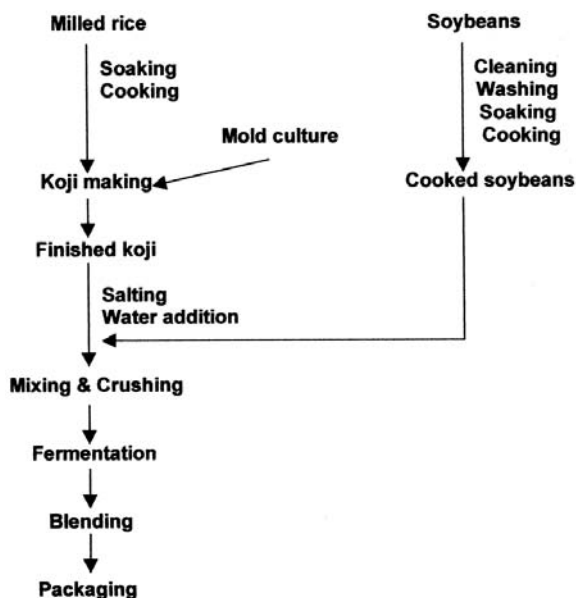 Milled rice
Soybeans
Soaking
Cooking
Cleaning
Washing
Soaking
Cooking
Mold culture
Koji making
Cooked soybeans
Finished koji
Salting
Water addition
Mixing & Crushing
Fermentation
Blending
Packaging